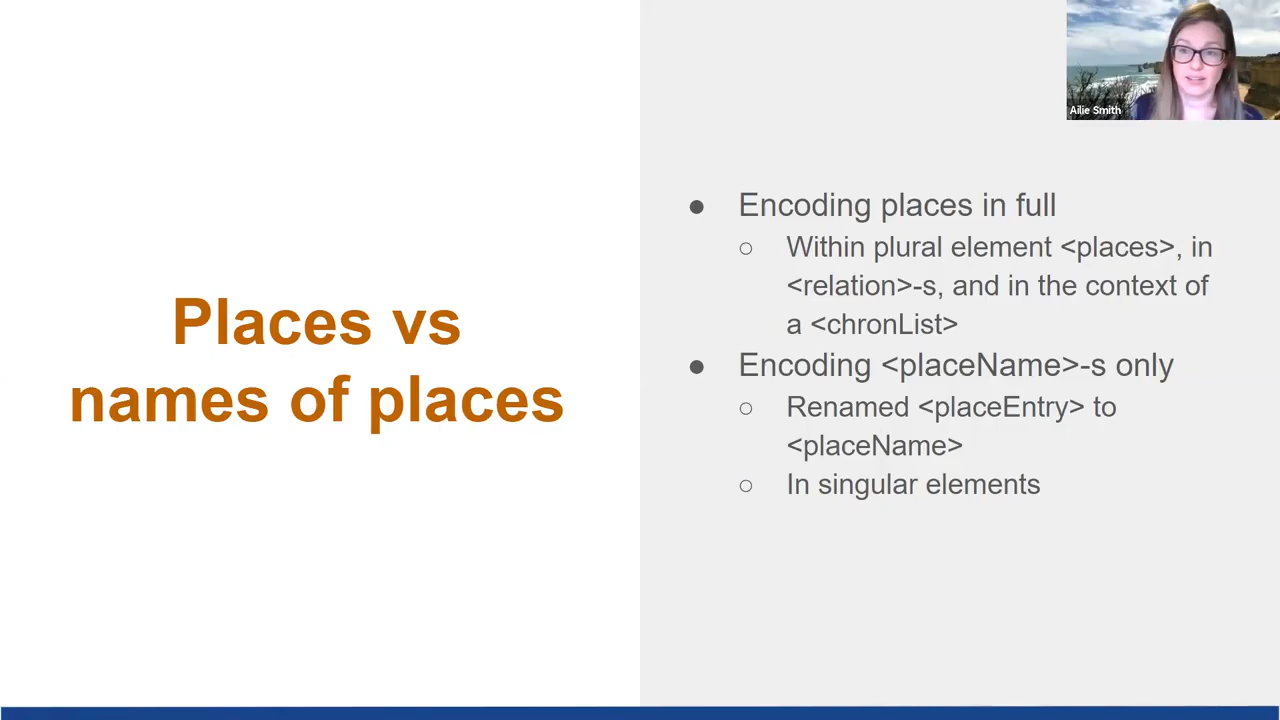 Ailie Smith
Places vs
names of places
● Encoding places in full
○ Within plural element <places>, in
<relation>-s, and in the context of
a <chronList>
● Encoding <placeName>-s only
○ Renamed <placeEntry> to
<placeName>
○ In singular elements